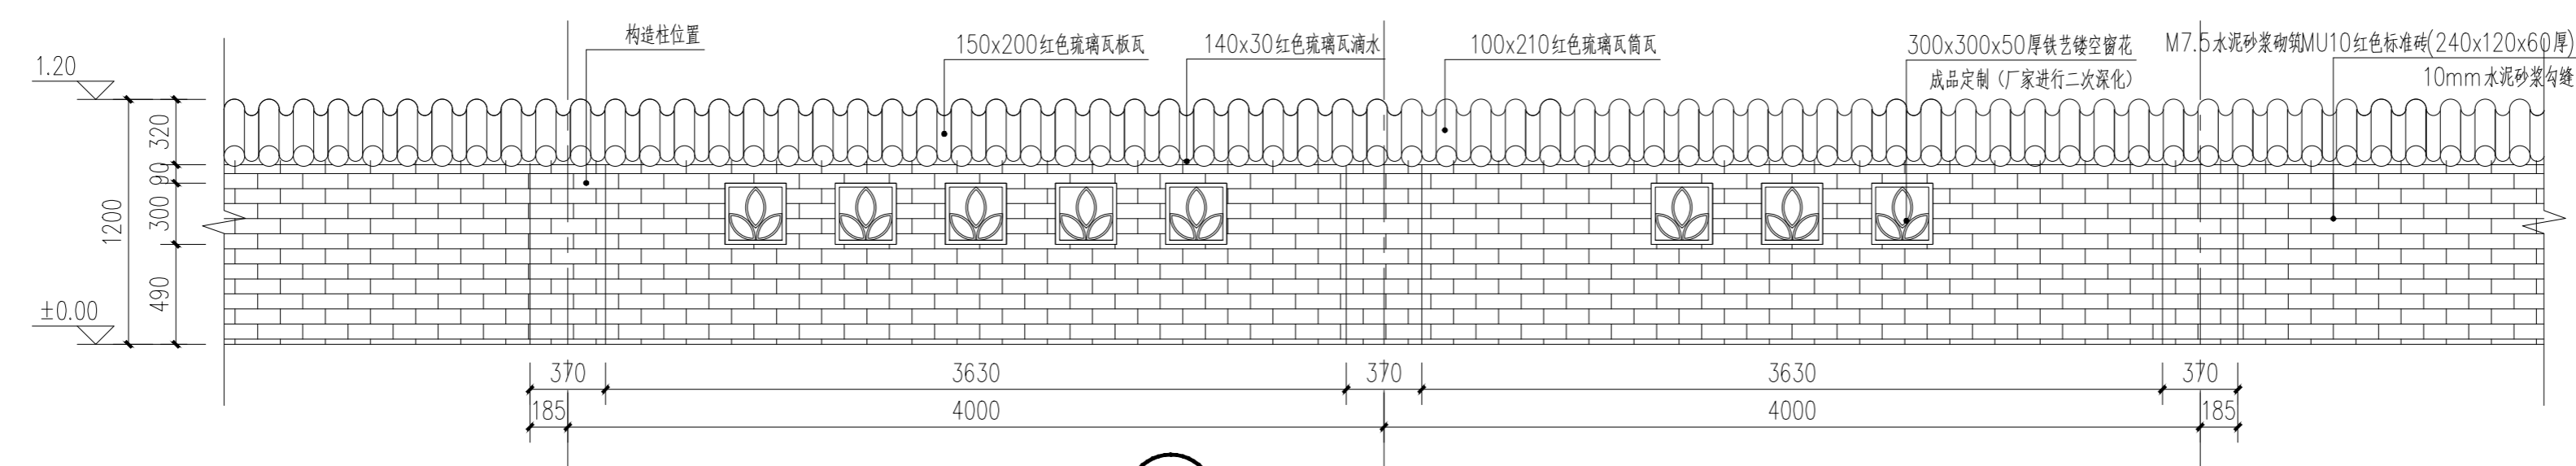 构造柱位置
150x200红色琉璃瓦板瓦
140x30红色琉璃瓦滴水
100x210红色琉璃瓦筒瓦
300x300x50厚铁艺镂空窗花
成品定制（厂家进行二次深化）
M7.5水泥砂浆砌筑MU10红色标准砖(240x120x60厚)
10mm水泥砂浆勾缝
1.20
320
90
300
490
1200
±0.00
370
3630
370
3630
370
185
4000
4000
185